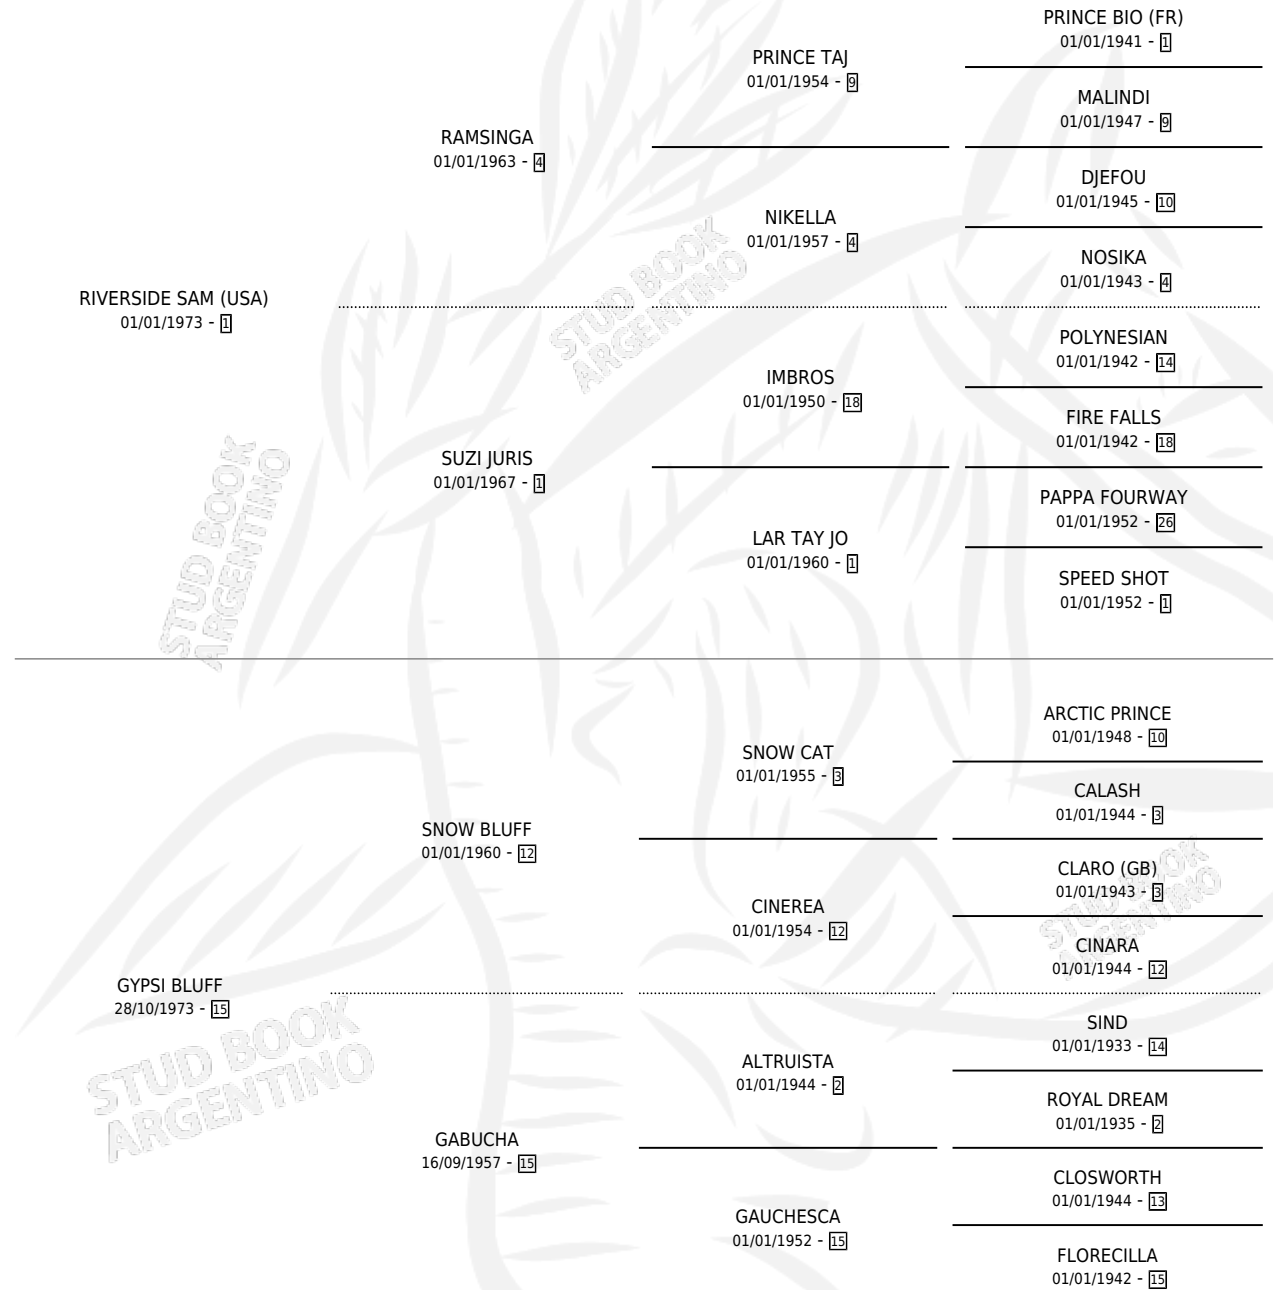 PRINCE BIO (FR)
01/01/1941 - 1
PRINCE TAJ
01/01/1954 - 9
MALINDI
01/01/1947 - 9
RAMSINGA
01/01/1963 - 4
DJEFOU
01/01/1945 - 10
NIKELLA
01/01/1957 - 4
NOSIKA
01/01/1943 - 4
RIVERSIDE SAM (USA)
01/01/1973 - 1
POLYNESIAN
01/01/1942 - 14
IMBROS
01/01/1950 - 18
FIRE FALLS
01/01/1942 - 18
SUZI JURIS
01/01/1967 - 1
PAPPA FOURWAY
01/01/1952 - 26
LAR TAY JO
01/01/1960 - 1
SPEED SHOT
01/01/1952 - 1
STUD BOOK
ARGENTINO
STUD BOOK
ARGENTINO
ARCTIC PRINCE
01/01/1948 - 10
SNOW CAT
01/01/1955 - 3
CALASH
01/01/1944 - 3
SNOW BLUFF
01/01/1960 - 12
CLARO (GB)
01/01/1943 - 3
CINEREA
01/01/1954 - 12
CINARA
01/01/1944 - 12
GYPSI BLUFF
28/10/1973 - 15
SIND
01/01/1933 - 14
ALTRUISTA
01/01/1944 - 2
ROYAL DREAM
01/01/1935 - 2
GABUCHA
16/09/1957 - 15
CLOSWORTH
01/01/1944 - 13
GAUCHESCA
01/01/1952 - 15
FLORECILLA
01/01/1942 - 15
STUD BOOK
ARGENTINO
STUD BOOK
ARGENTINO